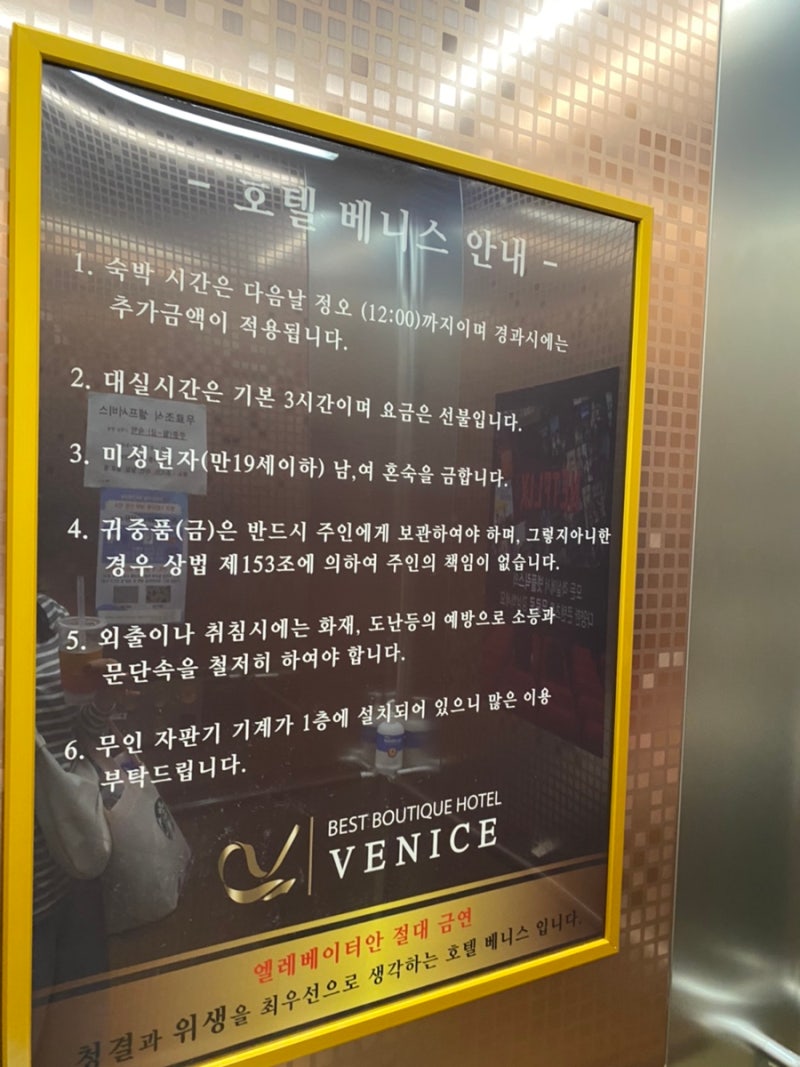 - 호텔 베니스 안내 -
1. 숙박 시간은 다음날 정오 (12:00)까지이며 경과시에는
추가금액이 적용됩니다.
2. 대실시간은 기본 3시간이며 요금은 선불입니다.
무료조식 셀프서비스
3. 미성년자(만19세이하) 남,여 혼숙을 금합니다.
4. 귀중품(금)은 반드시 주인에게 보관하여야 하며, 그렇지아니한
경우 상법 제153조에 의하여 주인의 책임이 없습니다.
5. 외출이나 취침시에는 화재, 도난등의 예방으로 소등과
문단속을 철저히 하여야 합니다.
6. 무인 자판기 기계가 1층에 설치되어 있으니 많은 이용
부탁드립니다.
BEST BOUTIQUE HOTEL
VENICE
엘레베이터안 절대 금연
청결과 위생을 최우선으로 생각하는 호텔 베니스 입니다.